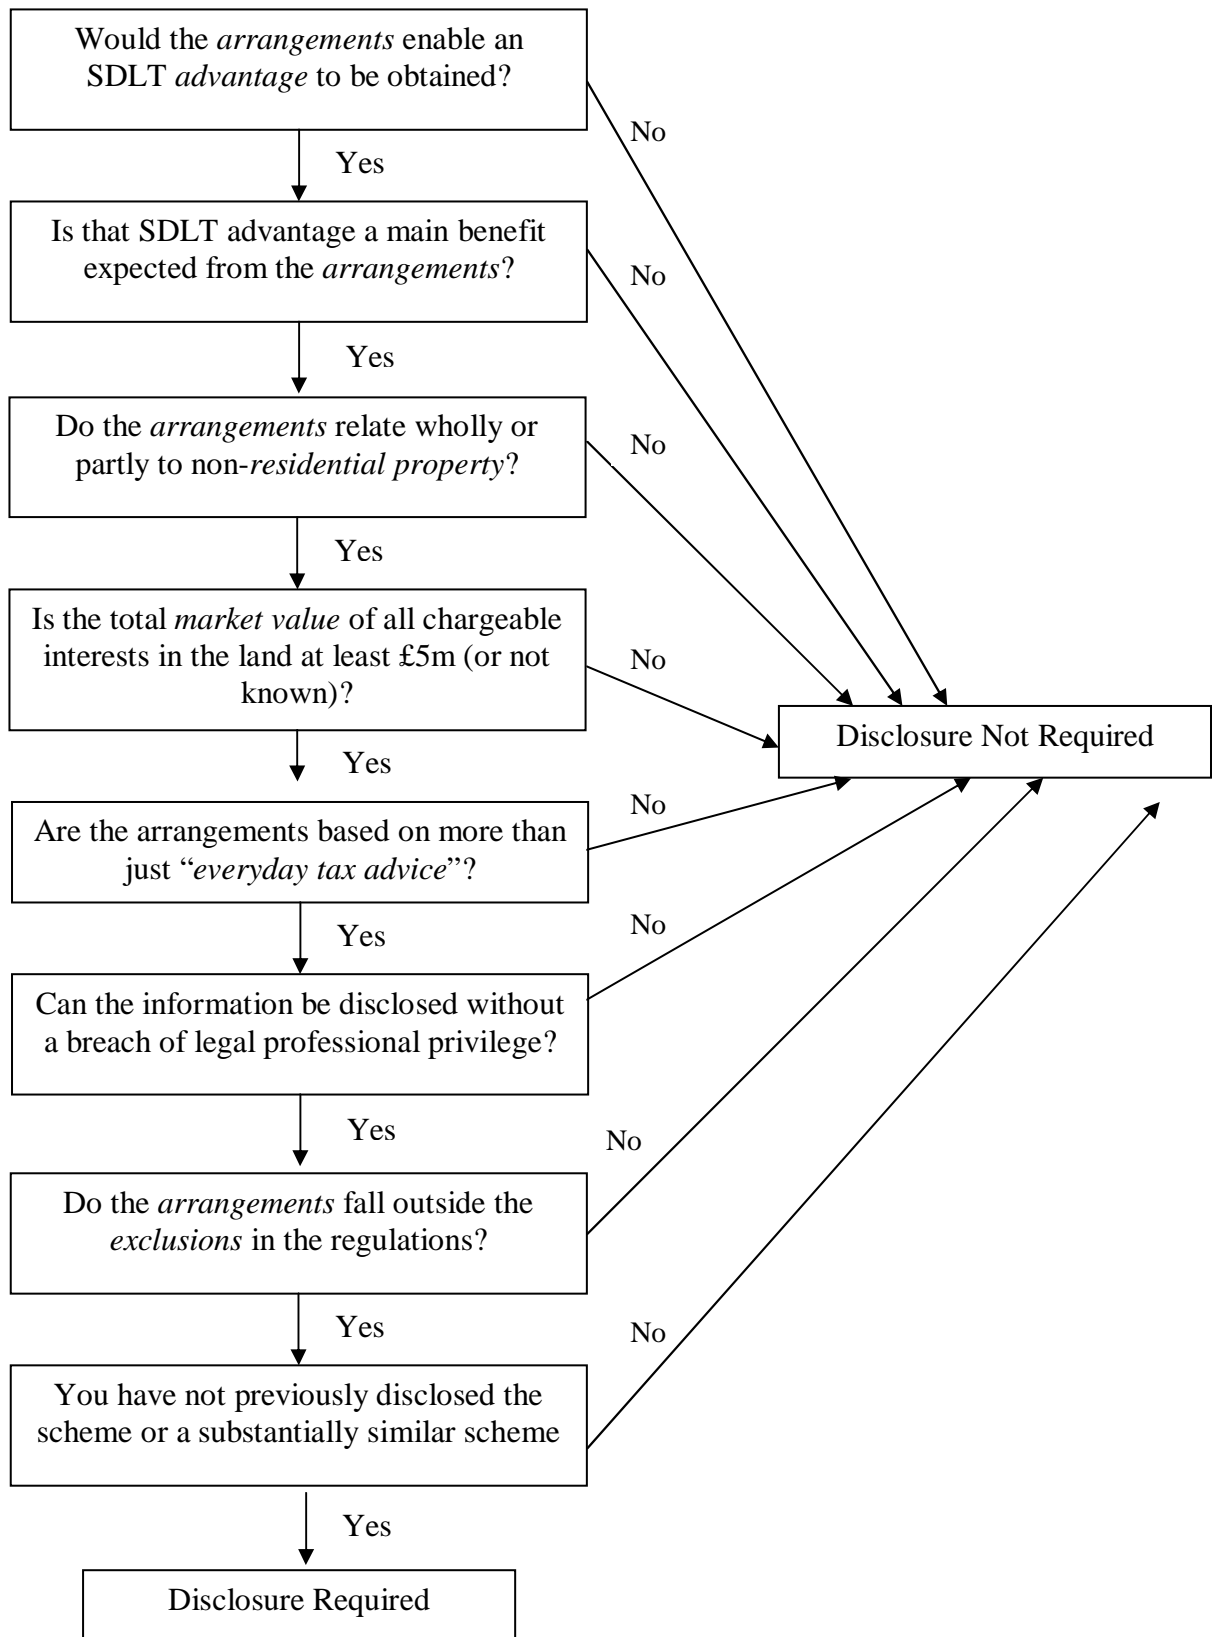 Would the arrangements enable an
SDLT advantage to be obtained?
No
Yes
Is that SDLT advantage a main benefit
expected from the arrangements?
No
Yes
Do the arrangements relate wholly or
partly to non-residential property?
No
Yes
Is the total market value of all chargeable
interests in the land at least £5m (or not
known)?
No
Disclosure Not Required
Yes
Are the arrangements based on more than
just “everyday tax advice”?
No
Yes
Can the information be disclosed without
a breach of legal professional privilege?
No
Yes
Do the arrangements fall outside the
exclusions in the regulations?
No
Yes
You have not previously disclosed the
scheme or a substantially similar scheme
No
Yes
Disclosure Required